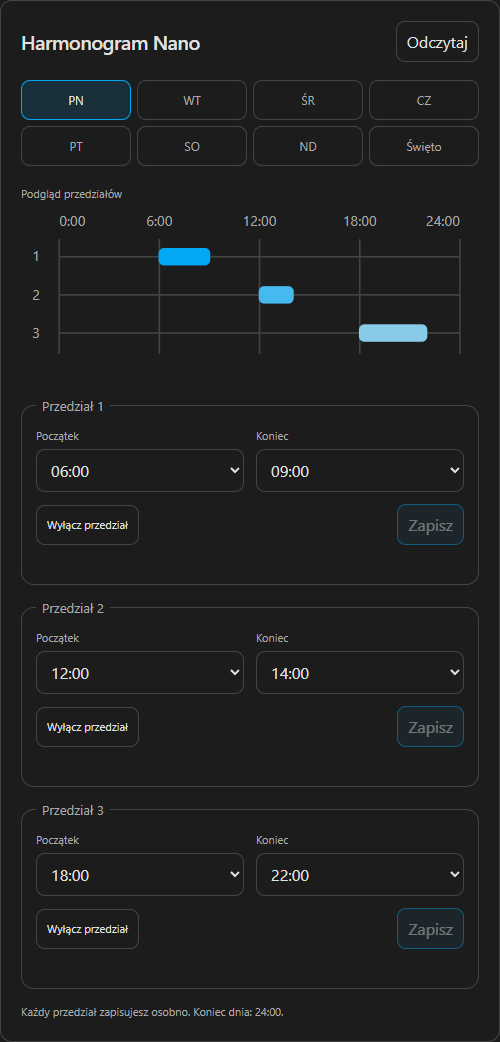 Harmonogram Nano
Odczytaj
PN WT ŚR CZ
PT SO ND Święto
Podgląd przedziałów
0:00 6:00 12:00 18:00 24:00
1
2
3
Przedział 1
Początek Koniec
06:00 09:00
Wyłącz przedział Zapisz
Przedział 2
Początek Koniec
12:00 14:00
Wyłącz przedział Zapisz
Przedział 3
Początek Koniec
18:00 22:00
Wyłącz przedział Zapisz
Każdy przedział zapisujesz osobno. Koniec dnia: 24:00.